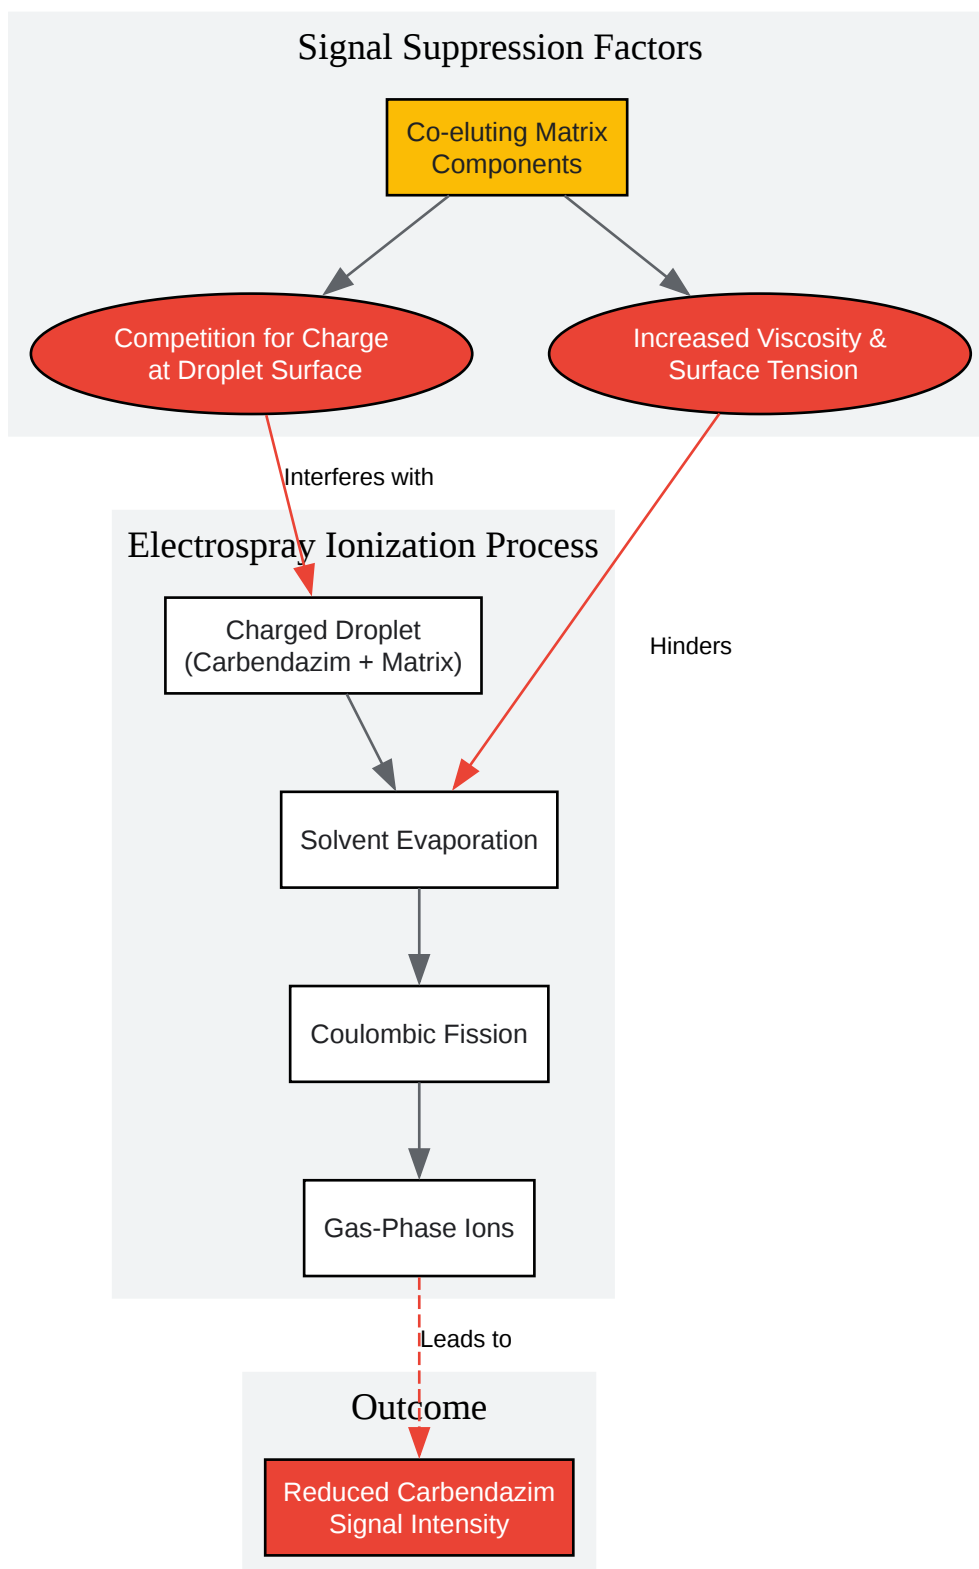 Signal Suppression Factors
Co-eluting Matrix
Components
Competition for Charge
at Droplet Surface
Increased Viscosity &
Surface Tension
Interferes with
Electrospray Ionization Process
Charged Droplet
(Carbendazim + Matrix)
Hinders
Solvent Evaporation
Coulombic Fission
Gas-Phase Ions
Leads to
Outcome
Reduced Carbendazim
Signal Intensity